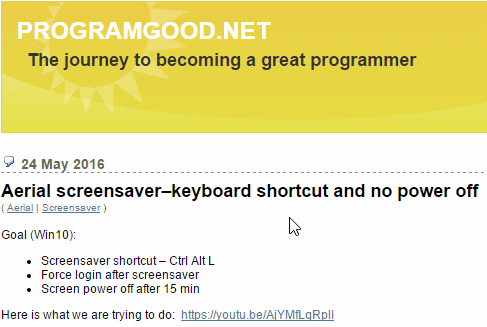 PROGRAMGOOD.NET
The journey to becoming a great programmer
24 May 2016
Aerial screensaver–keyboard shortcut and no power off
( Aerial | Screensaver )
Goal (Win10):
• Screensaver shortcut – Ctrl Alt L
• Force login after screensaver
• Screen power off after 15 min
Here is what we are trying to do: https://youtu.be/AjYMfLqRplI